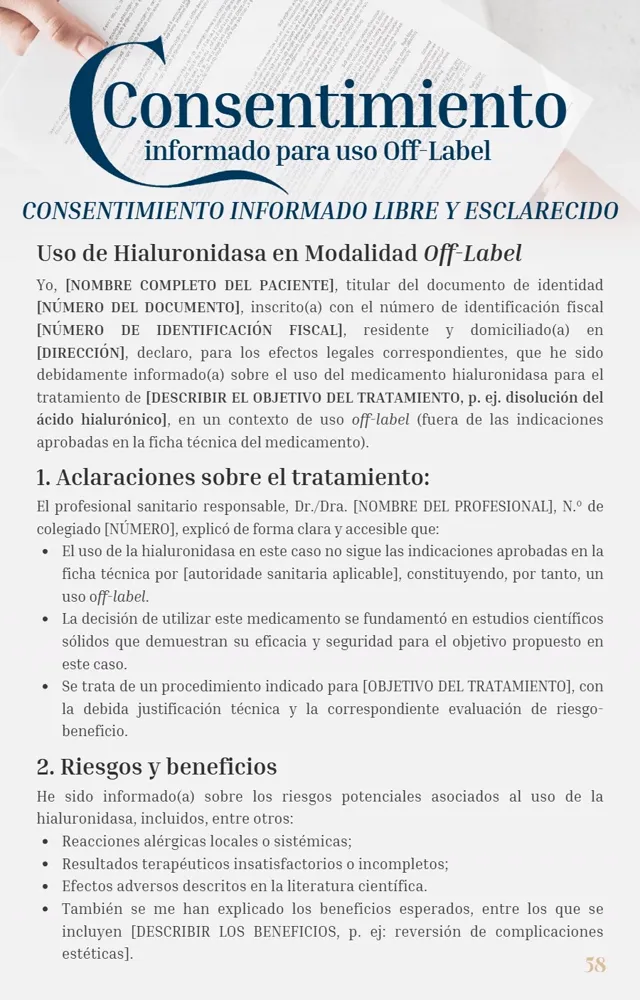 Consentimiento
informado para uso Off-Label
CONSENTIMIENTO INFORMADO LIBRE Y ESCLARECIDO
Uso de Hialuronidasa en Modalidad Off-Label
Yo, [NOMBRE COMPLETO DEL PACIENTE], titular del documento de identidad
[NÚMERO DEL DOCUMENTO], inscrito(a) con el número de identificación fiscal
[NÚMERO DE IDENTIFICACIÓN FISCAL], residente y domiciliado(a) en
[DIRECCIÓN], declaro, para los efectos legales correspondientes, que he sido
debidamente informado(a) sobre el uso del medicamento hialuronidasa para el
tratamiento de [DESCRIBIR EL OBJETIVO DEL TRATAMIENTO, p. ej. disolución del
ácido hialurónico], en un contexto de uso off-label (fuera de las indicaciones
aprobadas en la ficha técnica del medicamento).
1. Aclaraciones sobre el tratamiento:
El profesional sanitario responsable, Dr./Dra. [NOMBRE DEL PROFESIONAL], N.º de
colegiado [NÚMERO], explicó de forma clara y accesible que:
• El uso de la hialuronidasa en este caso no sigue las indicaciones aprobadas en la
ficha técnica por [autoridade sanitaria aplicable], constituyendo, por tanto, un
uso off-label.
• La decisión de utilizar este medicamento se fundamentó en estudios científicos
sólidos que demuestran su eficacia y seguridad para el objetivo propuesto en
este caso.
• Se trata de un procedimiento indicado para [OBJETIVO DEL TRATAMIENTO], con
la debida justificación técnica y la correspondiente evaluación de riesgo-
beneficio.
2. Riesgos y beneficios
He sido informado(a) sobre los riesgos potenciales asociados al uso de la
hialuronidasa, incluidos, entre otros:
• Reacciones alérgicas locales o sistémicas;
• Resultados terapéuticos insatisfactorios o incompletos;
• Efectos adversos descritos en la literatura científica.
• También se me han explicado los beneficios esperados, entre los que se
incluyen [DESCRIBIR LOS BENEFICIOS, p. ej: reversión de complicaciones
estéticas].
58